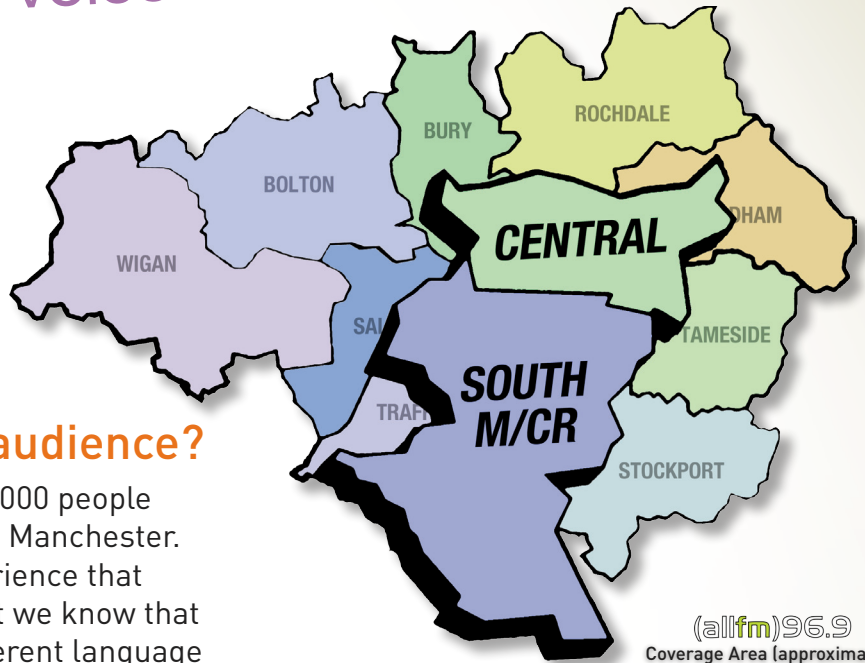 BURY
ROCHDALE
BOLTON
DHAM
CENTRAL
WIGAN
SAL
TAMESIDE
SOUTH
M/CR
TRAFF
STOCKPORT
audience?
000 people
Manchester.
rience that
t we know that
erent language
(allfm)96.9
Coverage Area (approxima